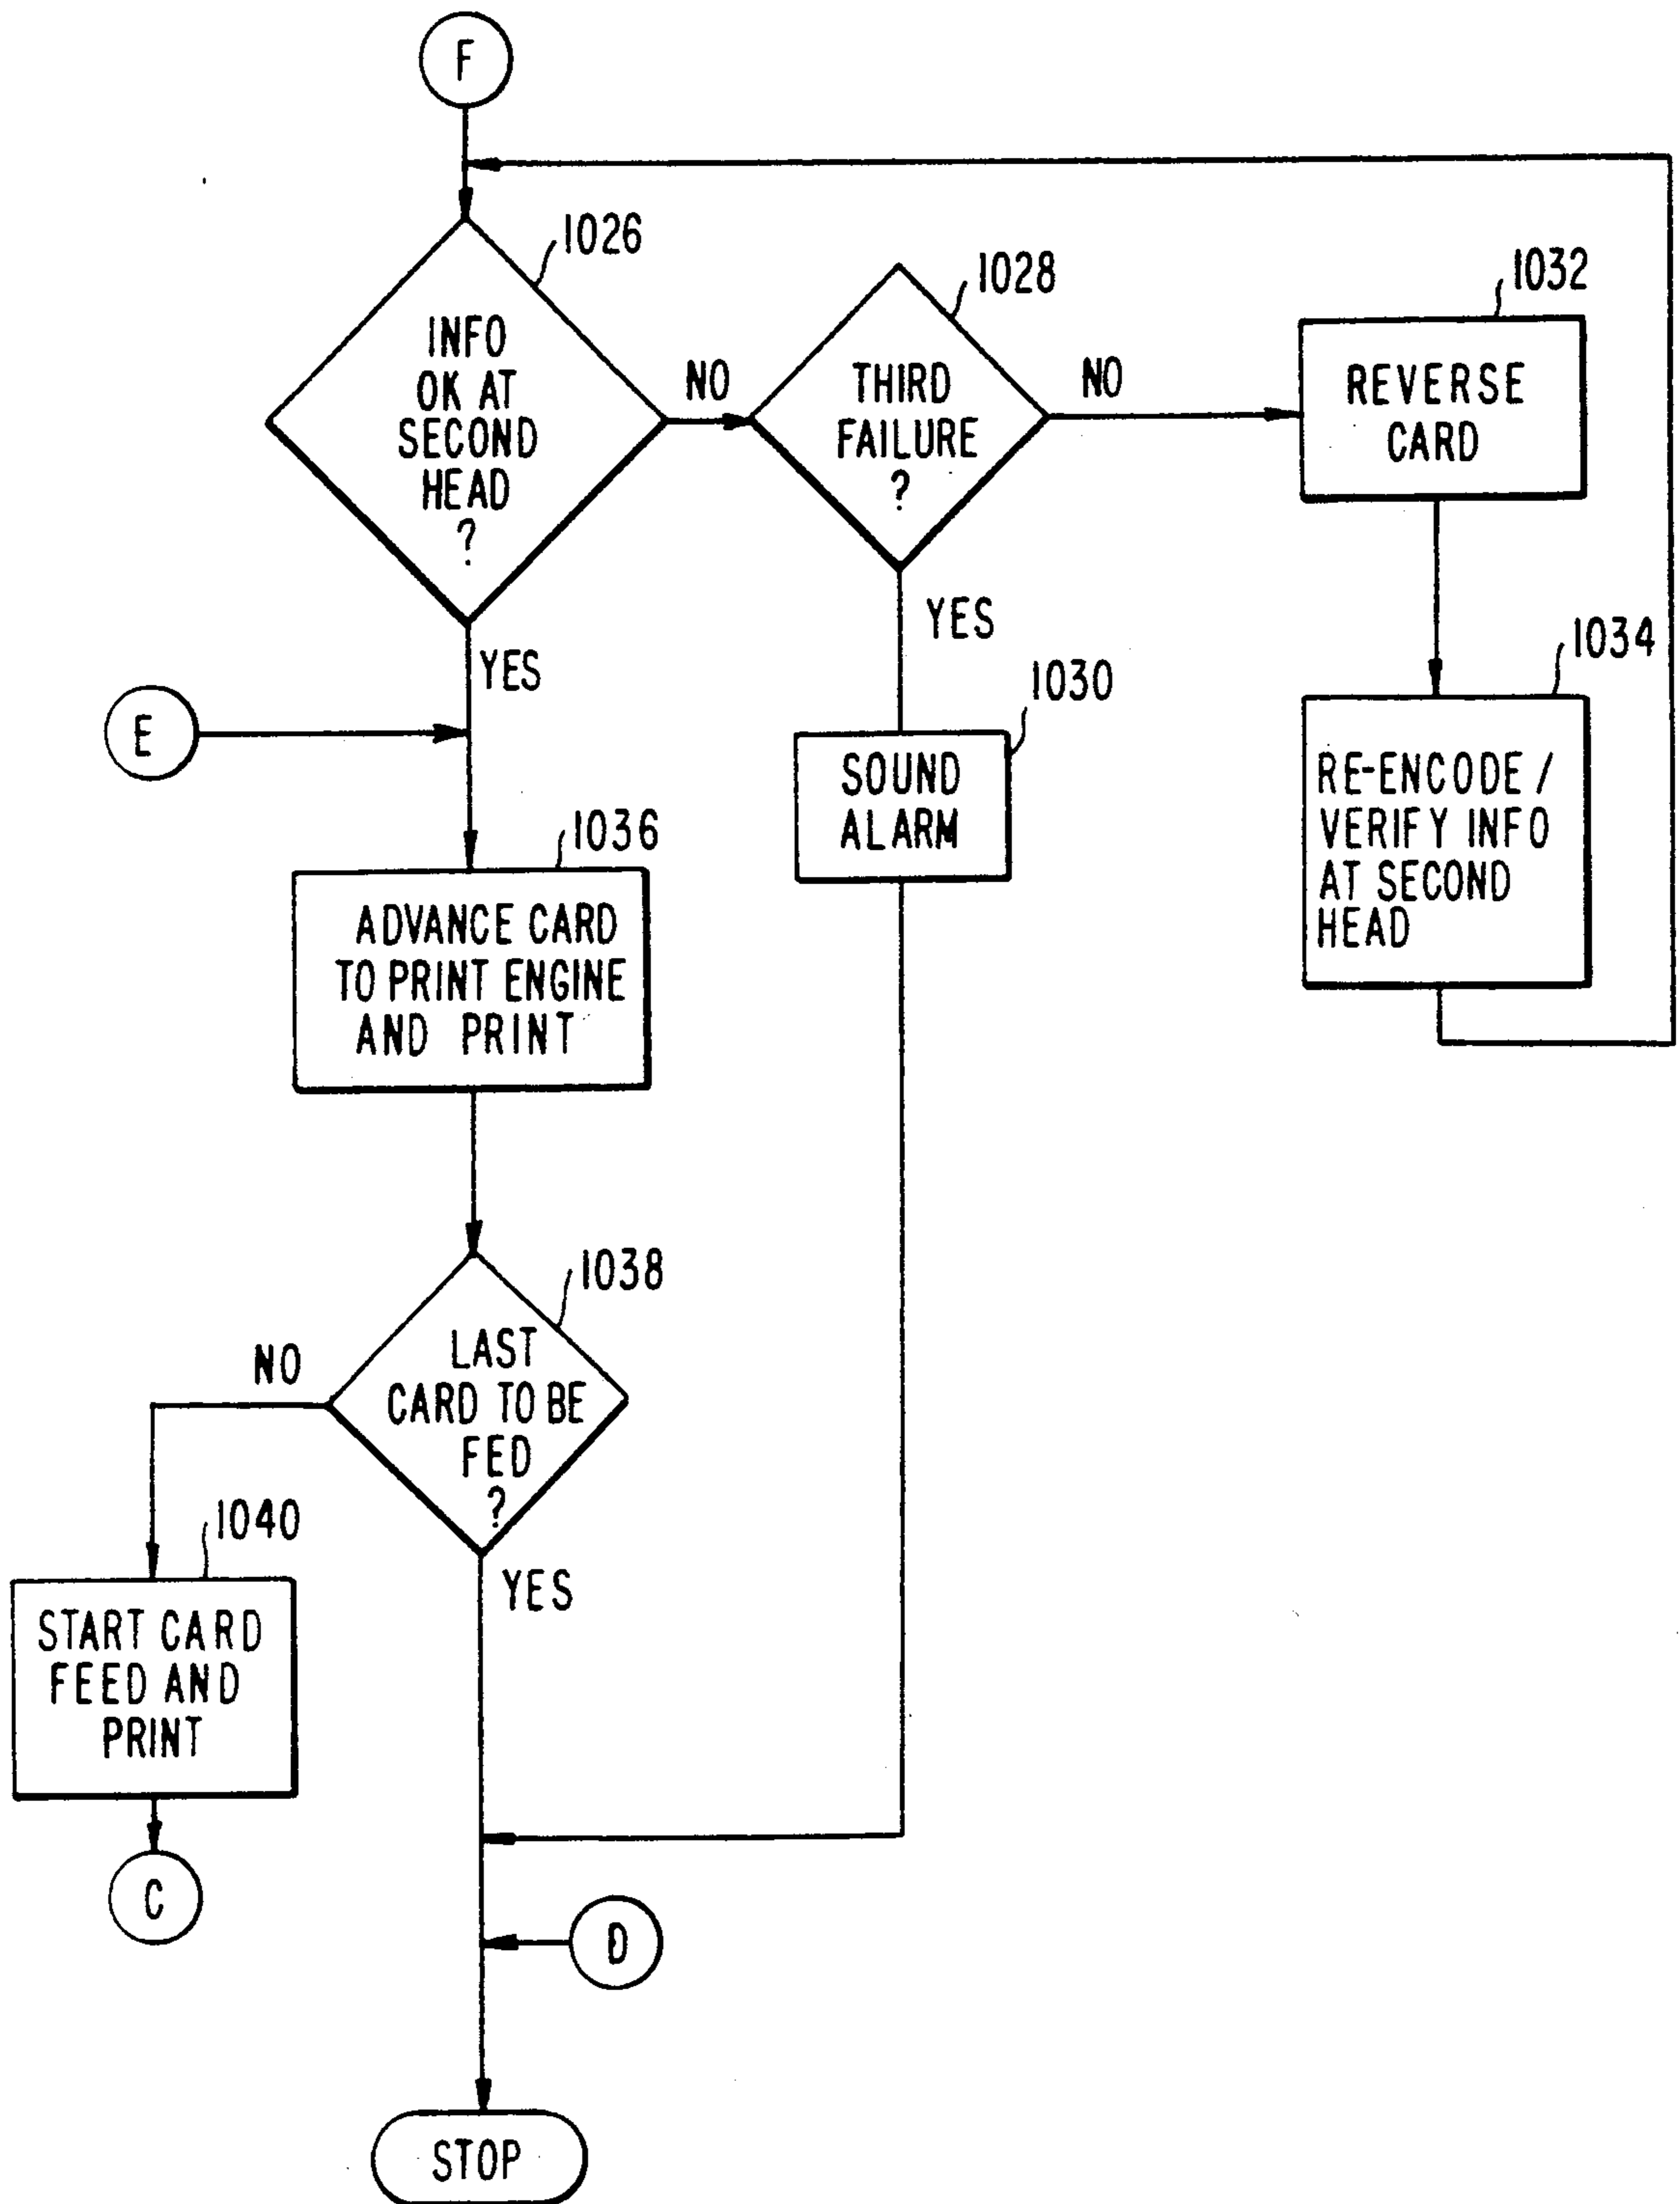 F
1026
INFO
OK AT
SECOND
HEAD
?
NO
1028
THIRD
FAILURE
?
NO
1032
REVERSE
CARD
YES
YES
1030
SOUND
ALARM
1034
RE-ENCODE /
VERIFY INFO
AT SECOND
HEAD
E
1036
ADVANCE CARD
TO PRINT ENGINE
AND PRINT
1038
LAST
CARD TO BE
FED
?
NO
YES
1040
START CARD
FEED AND
PRINT
C
D
STOP